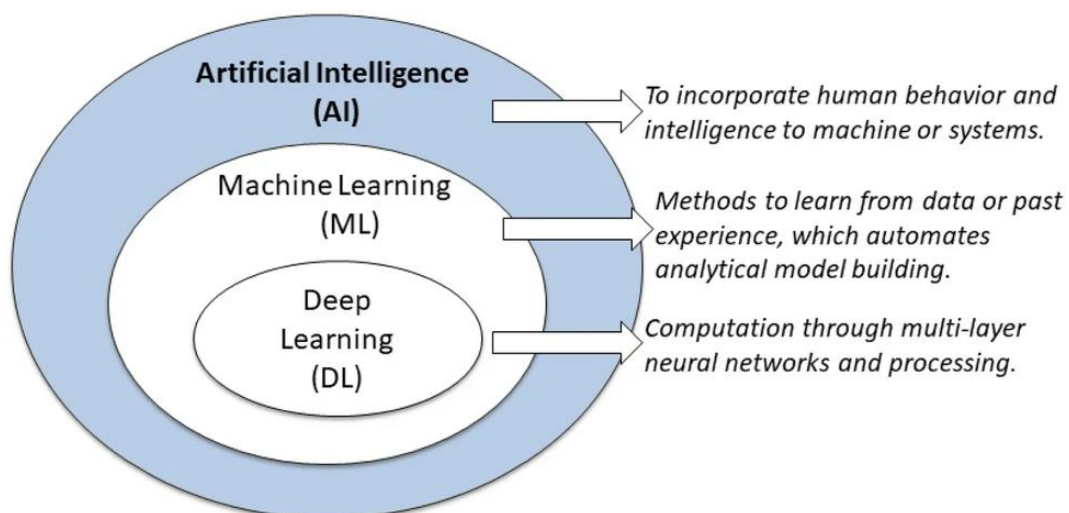 Artificial Intelligence
(AI)
To incorporate human behavior and
intelligence to machine or systems.
Machine Learning
(ML)
Methods to learn from data or past
experience, which automates
analytical model building.
Deep
Learning
(DL)
Computation through multi-layer
neural networks and processing.